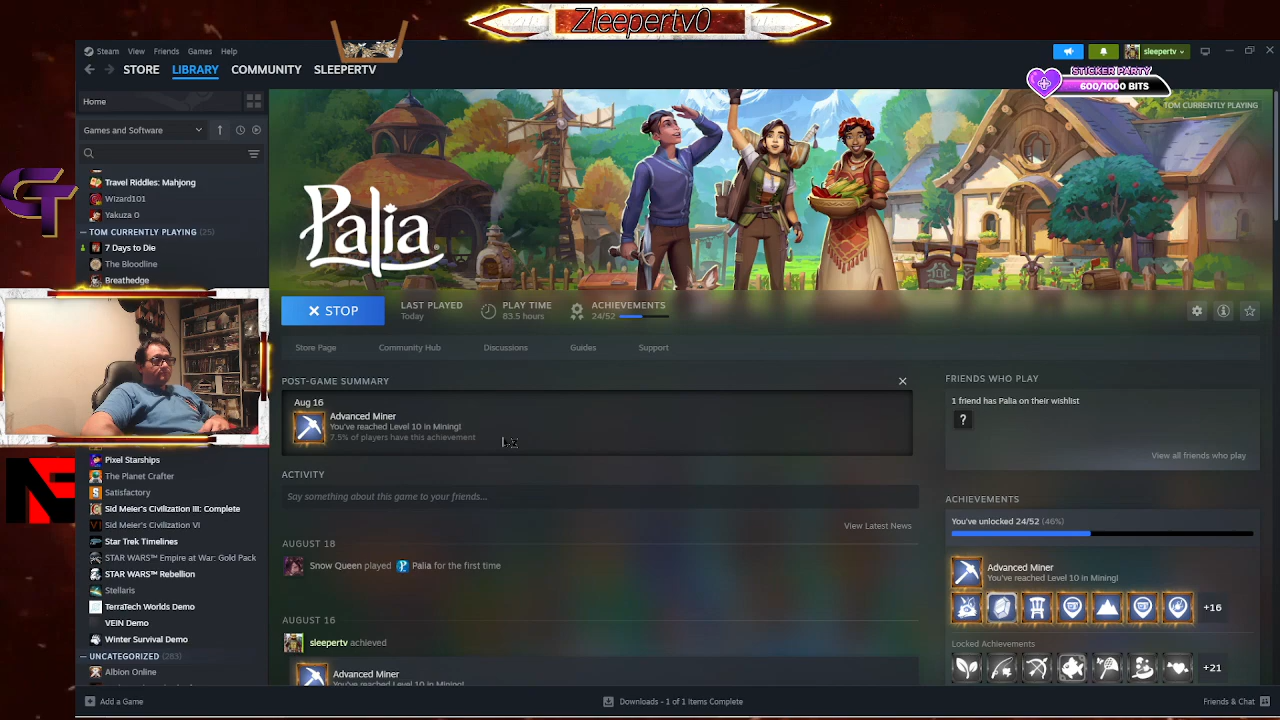 Zleepertv0
Steam View Friends Games Help
sleepertv
STORE LIBRARY COMMUNITY SLEEPERTV
STICKER PARTY
600/1000 BITS
Home
TOM CURRENTLY PLAYING
Games and Software
Travel Riddles: Mahjong
Wizard101
Yakuza 0
TOM CURRENTLY PLAYING (25)
7 Days to Die
The Bloodline
Breathedge
Palia
STOP
LAST PLAYED
Today
PLAY TIME
83.5 hours
ACHIEVEMENTS
24/52
Store Page Community Hub Discussions Guides Support
POST-GAME SUMMARY
Aug 16
Advanced Miner
You've reached Level 10 in Mining!
7.5% of players have this achievement
FRIENDS WHO PLAY
1 friend has Palia on their wishlist
?
View all friends who play
ACTIVITY
Say something about this game to your friends...
View Latest News
AUGUST 18
Snow Queen played Palia for the first time
AUGUST 16
sleepertv achieved
Advanced Miner
You've reached Level 10 in Mining!
ACHIEVEMENTS
You've unlocked 24/52 (46%)
Advanced Miner
You've reached Level 10 in Mining!
+16
Locked Achievements
+21
Pixel Starships
The Planet Crafter
Satisfactory
Sid Meier's Civilization III: Complete
Sid Meier's Civilization VI
Star Trek Timelines
STAR WARS™ Empire at War: Gold Pack
STAR WARS™ Rebellion
Stellaris
TerraTech Worlds Demo
VEIN Demo
Winter Survival Demo
UNCATEGORIZED (283)
Albion Online
Add a Game
Downloads - 1 of 1 Items Complete
Friends & Chat